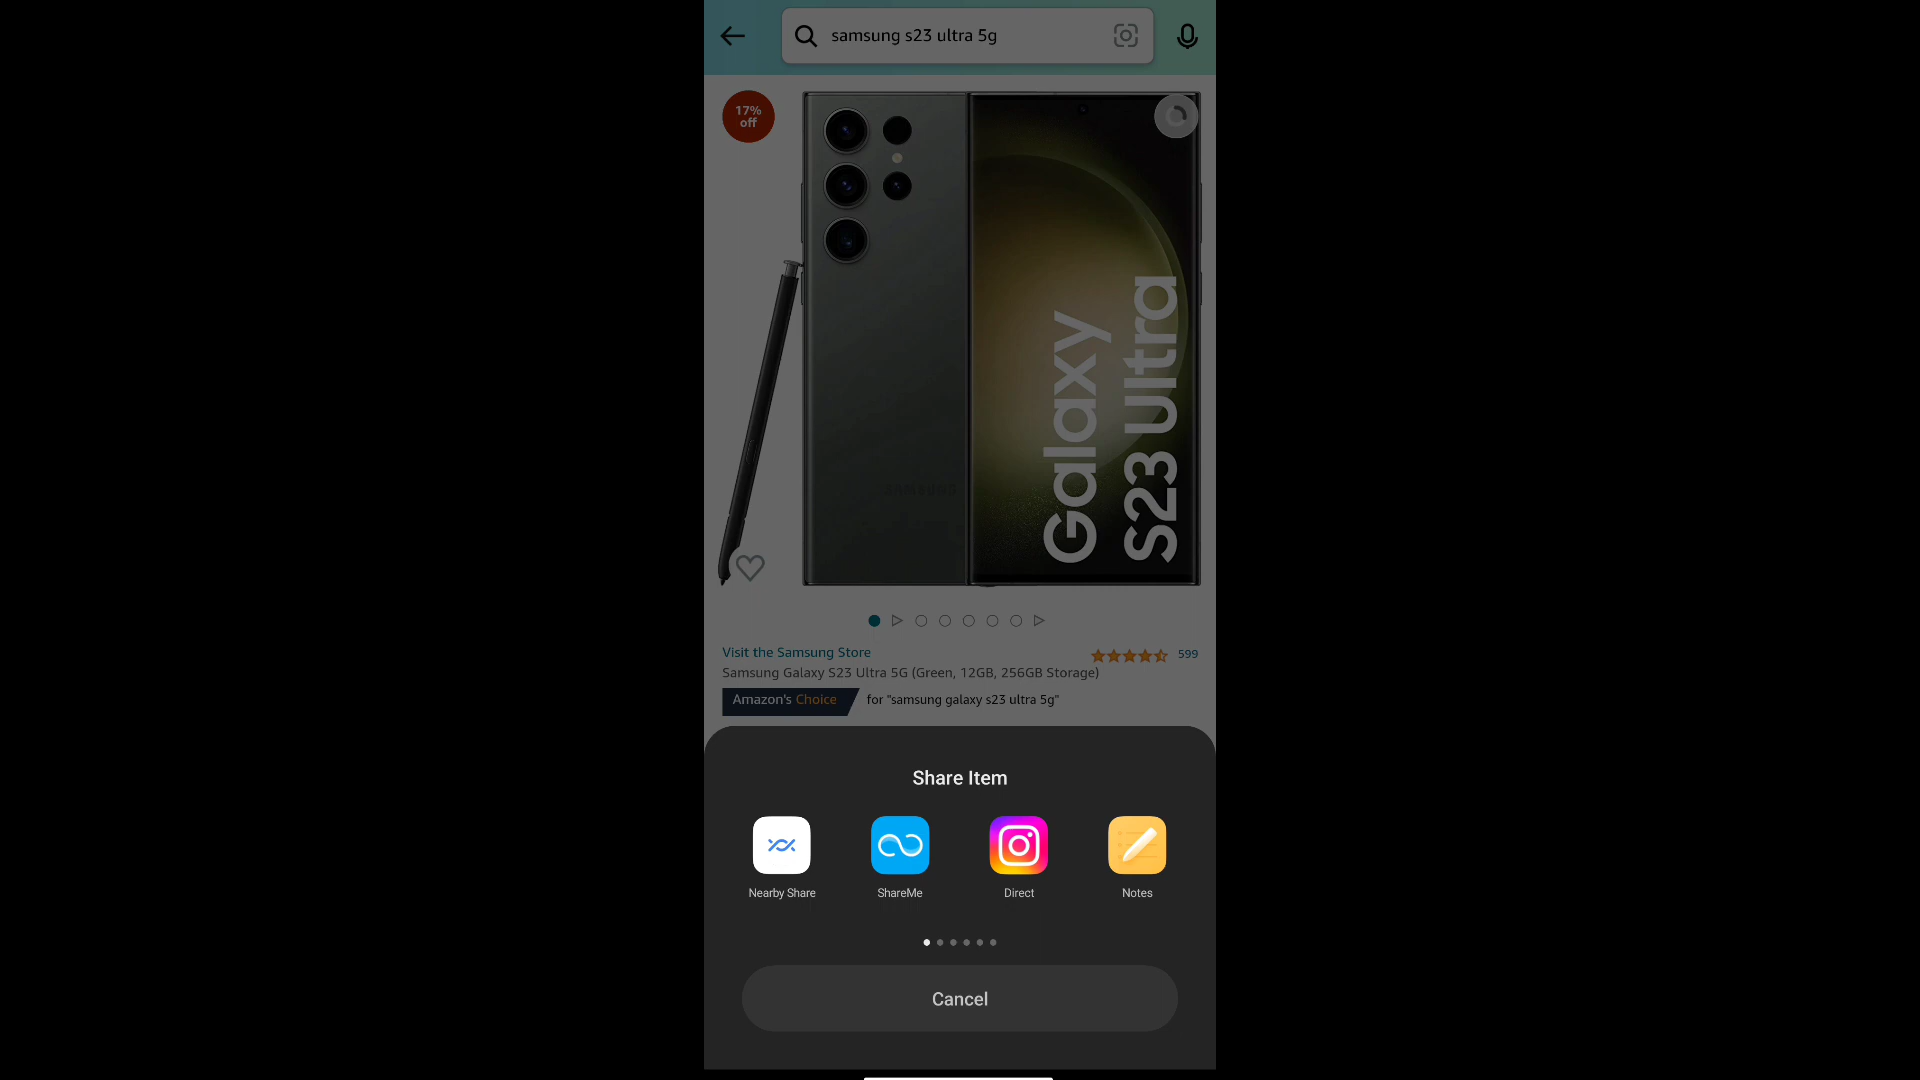 samsung s23 ultra 5g
17%
off
Galaxy
S23 Ultra
SAMSUNG
Visit the Samsung Store
599
Samsung Galaxy S23 Ultra 5G (Green, 12GB, 256GB Storage)
Amazon's Choice for "samsung galaxy s23 ultra 5g"
Share Item
Nearby Share
ShareMe
Direct
Notes
Cancel